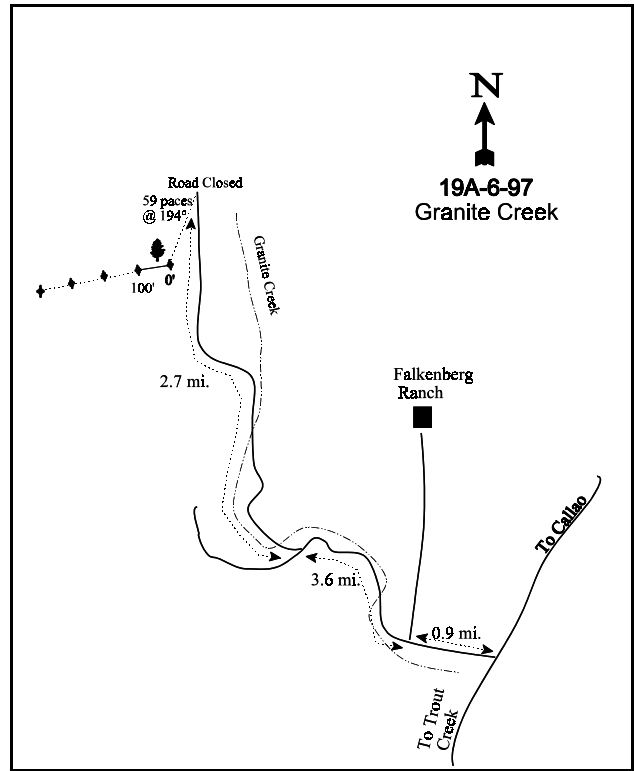 N
19A-6-97
Granite Creek
Road Closed
59 paces
@ 194°
Granite Creek
100'
0'
2.7 mi.
Falkenberg
Ranch
To Callao
3.6 mi.
0.9 mi.
To Trout
Creek